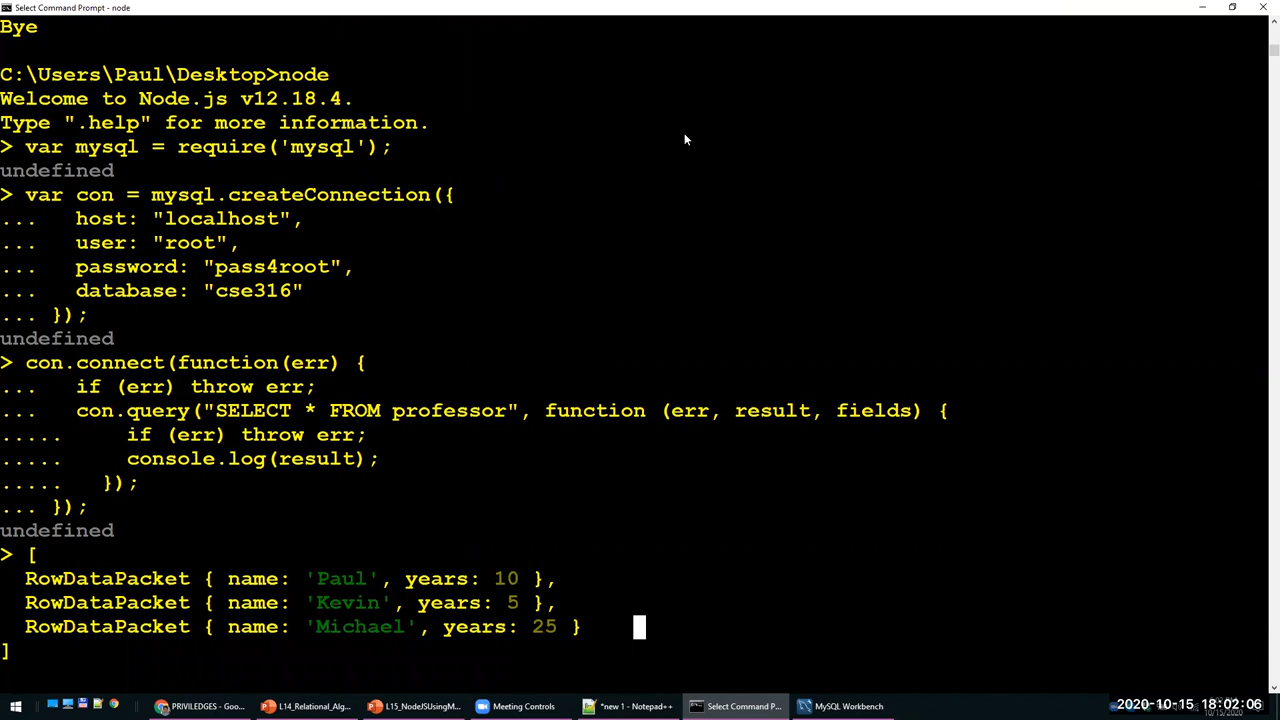 Select Command Prompt - node
Bye
C:\Users\Paul\Desktop>node
Welcome to Node.js v12.18.4.
Type ".help" for more information.
> var mysql = require('mysql');
undefined
> var con = mysql.createConnection({
...   host: "localhost",
...   user: "root",
...   password: "pass4root",
...   database: "cse316"
... });
undefined
> con.connect(function(err) {
...   if (err) throw err;
...   con.query("SELECT * FROM professor", function (err, result, fields) {
.....     if (err) throw err;
.....     console.log(result);
.....   });
... });
undefined
> [
  RowDataPacket { name: 'Paul', years: 10 },
  RowDataPacket { name: 'Kevin', years: 5 },
  RowDataPacket { name: 'Michael', years: 25 }
]
PRIVILEDGES - Goo... L14_Relational_Alg... L15_NodeJSUsingM... Meeting Controls *new 1 - Notepad++ Select Command P... MySQL Workbench 2020-10-15 18:02:06
10/15/2020